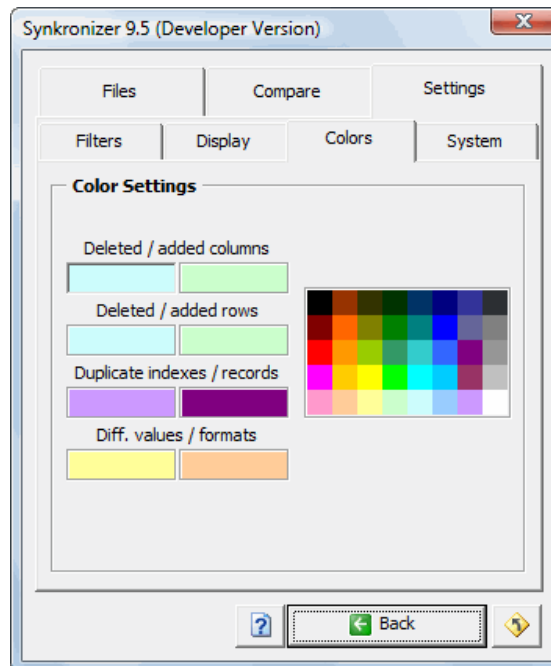 Synkronizer 9.5 (Developer Version)
Files Compare Settings
Filters Display Colors System
Color Settings
Deleted / added columns
Deleted / added rows
Duplicate indexes / records
Diff. values / formats
Back